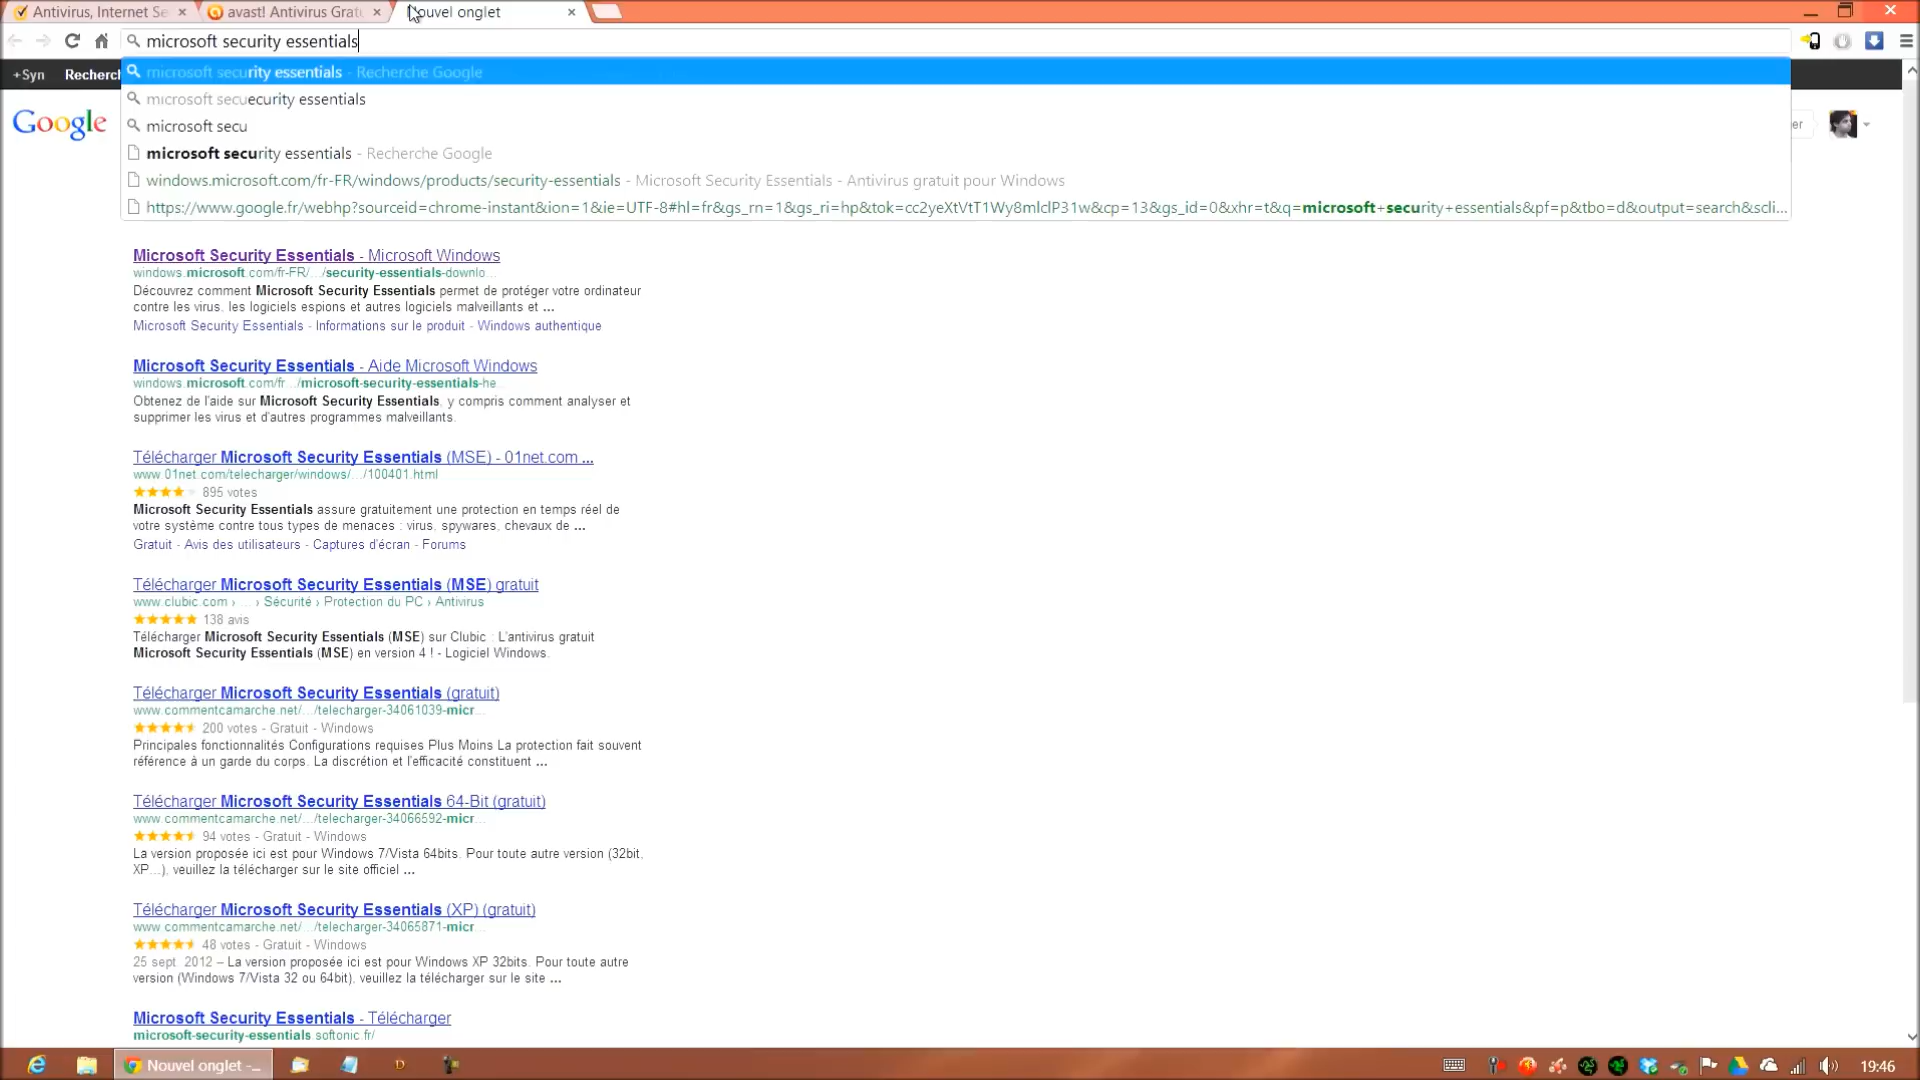 Antivirus, Internet Se
avast! Antivirus Gratu
Nouvel onglet
microsoft security essentials
+Syn
Recherch
microsoft security essentials - Recherche Google
microsoft secuecurity essentials
microsoft secu
microsoft security essentials - Recherche Google
windows.microsoft.com/fr-FR/windows/products/security-essentials - Microsoft Security Essentials - Antivirus gratuit pour Windows
https://www.google.fr/webhp?sourceid=chrome-instant&ion=1&ie=UTF-8#hl=fr&gs_rn=1&gs_ri=hp&tok=cc2yeXtVtT1Wy8mlclP31w&cp=13&gs_id=0&xhr=t&q=microsoft+security+essentials&pf=p&tbo=d&output=search&scli...
Google
er
Microsoft Security Essentials - Microsoft Windows
windows.microsoft.com/fr-FR/.../security-essentials-downlo...
Découvrez comment Microsoft Security Essentials permet de protéger votre ordinateur
contre les virus, les logiciels espions et autres logiciels malveillants et ...
Microsoft Security Essentials - Informations sur le produit - Windows authentique
Microsoft Security Essentials - Aide Microsoft Windows
windows.microsoft.com/fr.../microsoft-security-essentials-he...
Obtenez de l'aide sur Microsoft Security Essentials, y compris comment analyser et
supprimer les virus et d'autres programmes malveillants.
Télécharger Microsoft Security Essentials (MSE) - 01net.com ...
www.01net.com/telecharger/windows/.../100401.html
895 votes
Microsoft Security Essentials assure gratuitement une protection en temps réel de
votre système contre tous types de menaces : virus, spywares, chevaux de ...
Gratuit - Avis des utilisateurs - Captures d'écran - Forums
Télécharger Microsoft Security Essentials (MSE) gratuit
www.clubic.com › ... › Sécurité › Protection du PC › Antivirus
138 avis
Télécharger Microsoft Security Essentials (MSE) sur Clubic : L'antivirus gratuit
Microsoft Security Essentials (MSE) en version 4 ! - Logiciel Windows.
Télécharger Microsoft Security Essentials (gratuit)
www.commentcamarche.net/.../telecharger-34061039-micr...
200 votes - Gratuit - Windows
Principales fonctionnalités Configurations requises Plus Moins La protection fait souvent
référence à un garde du corps. La discrétion et l'efficacité constituent ...
Télécharger Microsoft Security Essentials 64-Bit (gratuit)
www.commentcamarche.net/.../telecharger-34066592-micr...
94 votes - Gratuit - Windows
La version proposée ici est pour Windows 7/Vista 64bits. Pour toute autre version (32bit,
XP...), veuillez la télécharger sur le site officiel ...
Télécharger Microsoft Security Essentials (XP) (gratuit)
www.commentcamarche.net/.../telecharger-34065871-micr...
48 votes - Gratuit - Windows
25 sept. 2012 – La version proposée ici est pour Windows XP 32bits. Pour toute autre
version (Windows 7/Vista 32 ou 64bit), veuillez la télécharger sur le site ...
Microsoft Security Essentials - Télécharger
microsoft-security-essentials.softonic.fr/
Nouvel onglet -...
19:46